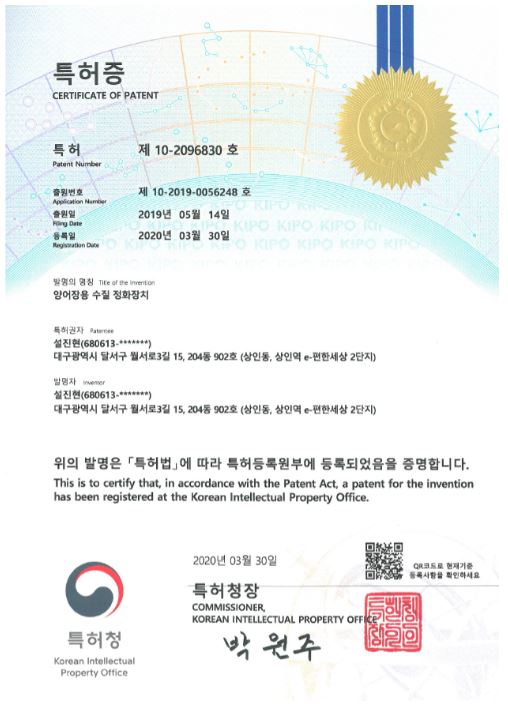 특허증
CERTIFICATE OF PATENT
특허 제 10-2096830 호
Patent Number
출원번호 제 10-2019-0056248 호
Application Number
출원일 2019년 05월 14일
Filing Date
등록일 2020년 03월 30일
Registration Date
발명의 명칭 Title of the Invention
양어장용 수질 정화장치
특허권자 Patentee
설진현(680613-*******)
대구광역시 달서구 월서로3길 15, 204동 902호 (상인동, 상인역 e-편한세상 2단지)
발명자 Inventor
설진현(680613-*******)
대구광역시 달서구 월서로3길 15, 204동 902호 (상인동, 상인역 e-편한세상 2단지)
위의 발명은 「특허법」에 따라 특허등록원부에 등록되었음을 증명합니다.
This is to certify that, in accordance with the Patent Act, a patent for the invention
has been registered at the Korean Intellectual Property Office.
2020년 03월 30일
QR코드로 현재기준
등록사항을 확인하세요
특허청장
COMMISSIONER,
KOREAN INTELLECTUAL PROPERTY OFFICE
박원주
특허청
Korean Intellectual
Property Office